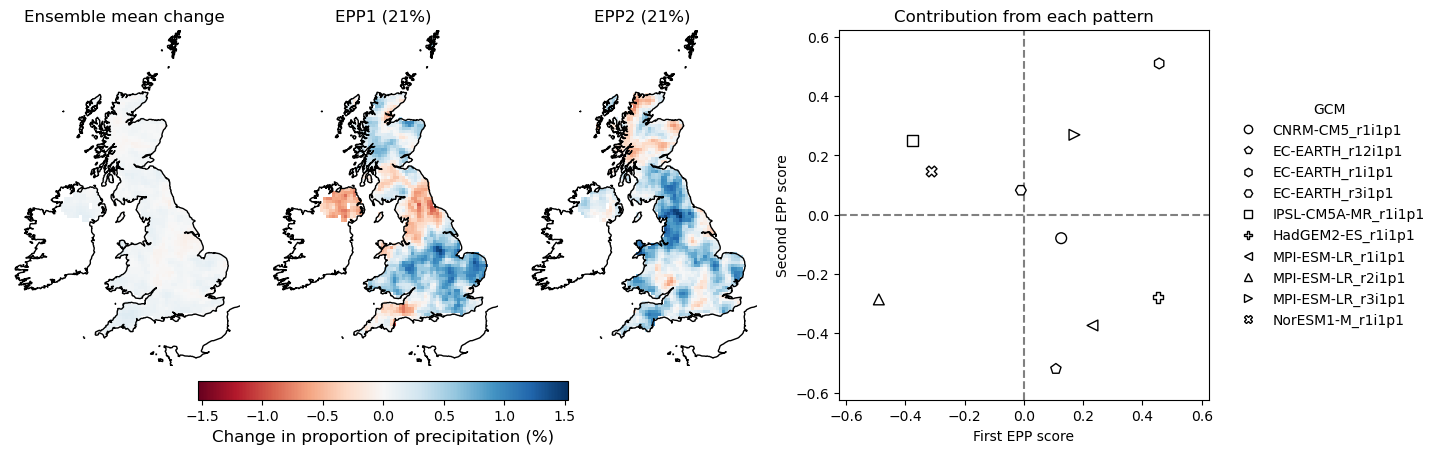 Ensemble mean change
EPP1 (21%)
EPP2 (21%)
−1.5 −1.0 −0.5 0.0 0.5 1.0 1.5
Change in proportion of precipitation (%)
Contribution from each pattern
Second EPP score
0.6
0.4
0.2
0.0
−0.2
−0.4
−0.6
−0.6 −0.4 −0.2 0.0 0.2 0.4 0.6
First EPP score
GCM
CNRM-CM5_r1i1p1
EC-EARTH_r12i1p1
EC-EARTH_r1i1p1
EC-EARTH_r3i1p1
IPSL-CM5A-MR_r1i1p1
HadGEM2-ES_r1i1p1
MPI-ESM-LR_r1i1p1
MPI-ESM-LR_r2i1p1
MPI-ESM-LR_r3i1p1
NorESM1-M_r1i1p1